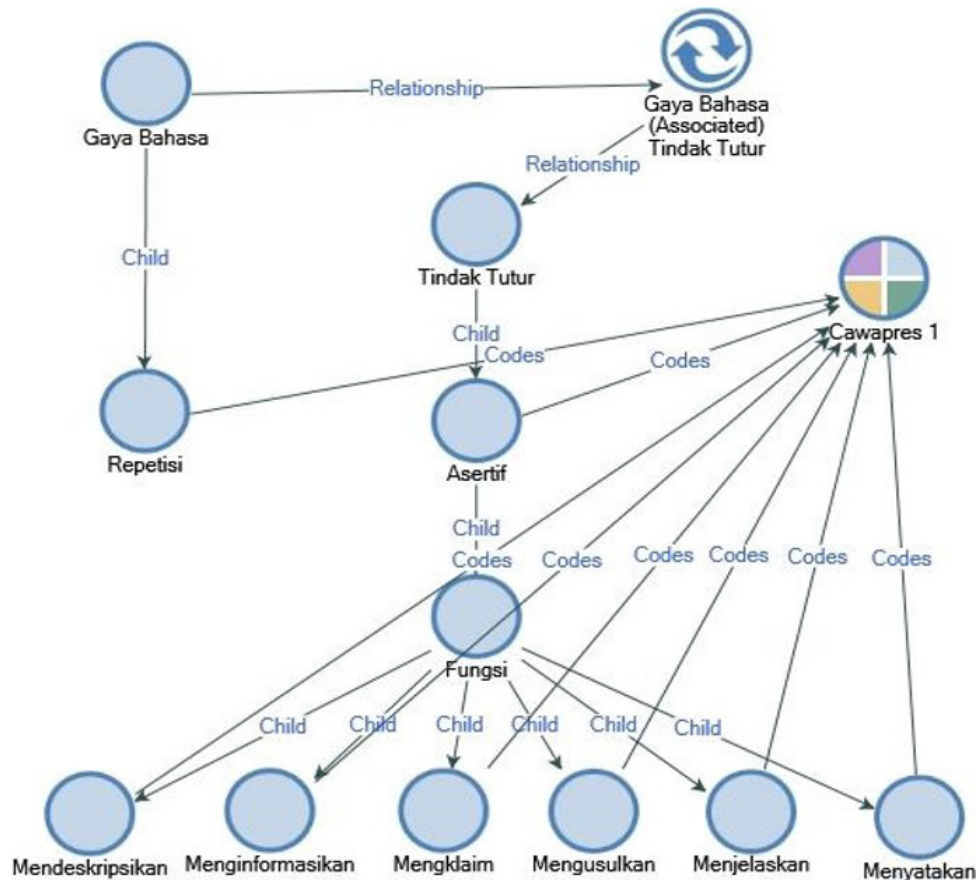 Relationship
Gaya Bahasa
Gaya Bahasa
(Associated)
Tindak Tutur
Relationship
Child
Tindak Tutur
Child
Codes
Codes
Cawapres 1
Repetisi
Asertif
Child
Codes
Codes
Codes
Codes
Codes
Codes
Fungsi
Child
Child
Child
Child
Child
Child
Mendeskripsikan
Menginformasikan
Mengklaim
Mengusulkan
Menjelaskan
Menyatakan